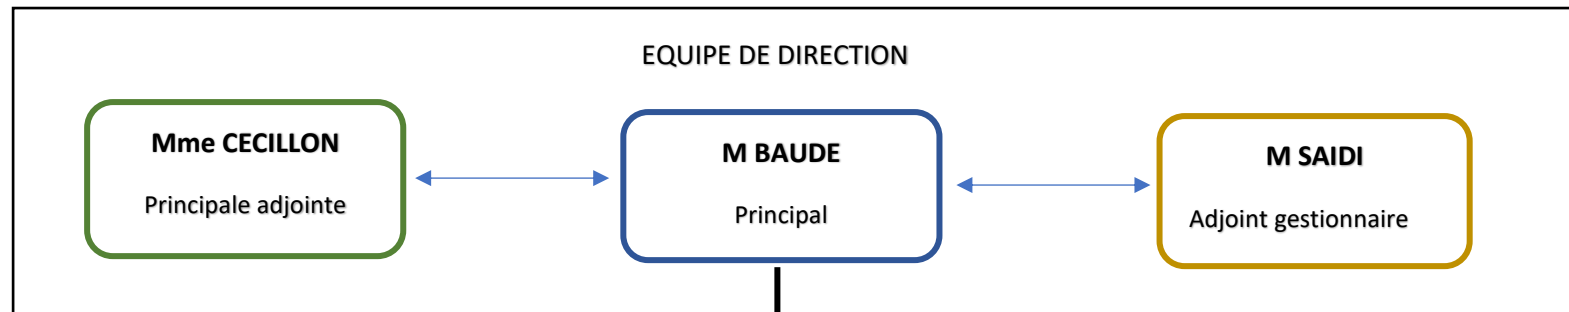 EQUIPE DE DIRECTION
Mme CECILLON
Principale adjointe
M BAUDE
Principal
M SAIDI
Adjoint gestionnaire